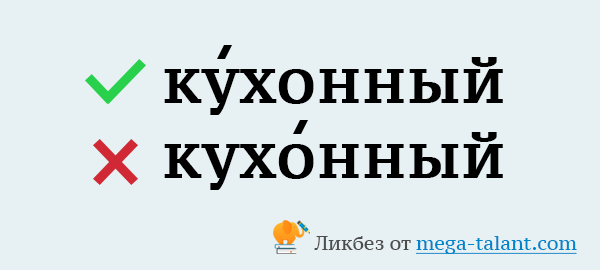 ку́хонный
кухо́нный
Ликбез от mega-talant.com